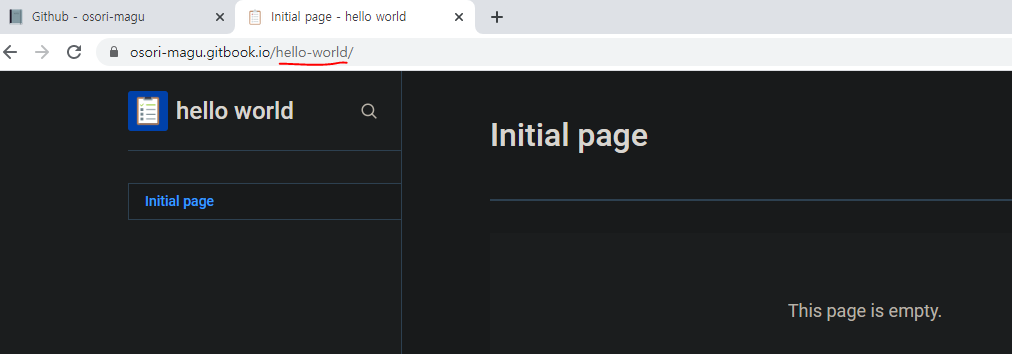 Github - osori-magu
Initial page - hello world
osori-magu.gitbook.io/hello-world/
hello world
Initial page
Initial page
This page is empty.